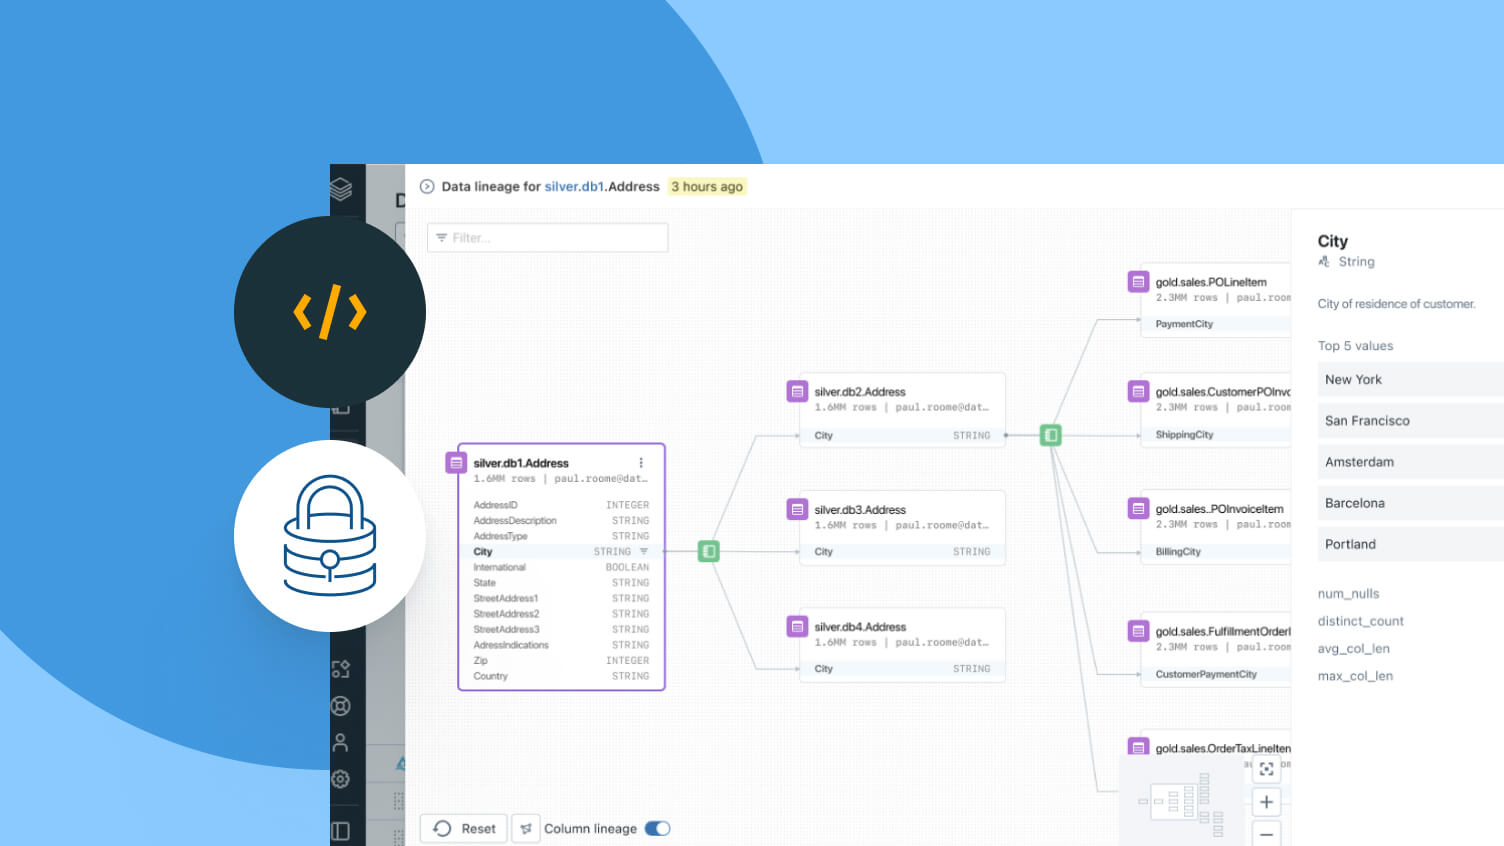 Data lineage for silver.db1.Address 3 hours ago
Filter...
silver.db1.Address
1.6MM rows | paul.roome@dat…
AddressID INTEGER
AddressDescription STRING
AddressType STRING
City STRING
International BOOLEAN
State STRING
StreetAddress1 STRING
StreetAddress2 STRING
StreetAddress3 STRING
AdressIndications STRING
Zip INTEGER
Country STRING
silver.db2.Address
1.6MM rows | paul.roome@dat…
City STRING
silver.db3.Address
1.6MM rows | paul.roome@dat…
City STRING
silver.db4.Address
1.6MM rows | paul.roome@dat…
City STRING
gold.sales.POLineItem
2.3MM rows | paul.room
PaymentCity
gold.sales.CustomerPOInvo
2.3MM rows | paul.room
ShippingCity
gold.sales..POInvoiceItem
2.3MM rows | paul.room
BillingCity
gold.sales.FulfillmentOrderI
2.3MM rows | paul.room
CustomerPaymentCity
gold.sales.OrderTaxLineIten
Reset
Column lineage
City
String
City of residence of customer.
Top 5 values
New York
San Francisco
Amsterdam
Barcelona
Portland
num_nulls
distinct_count
avg_col_len
max_col_len